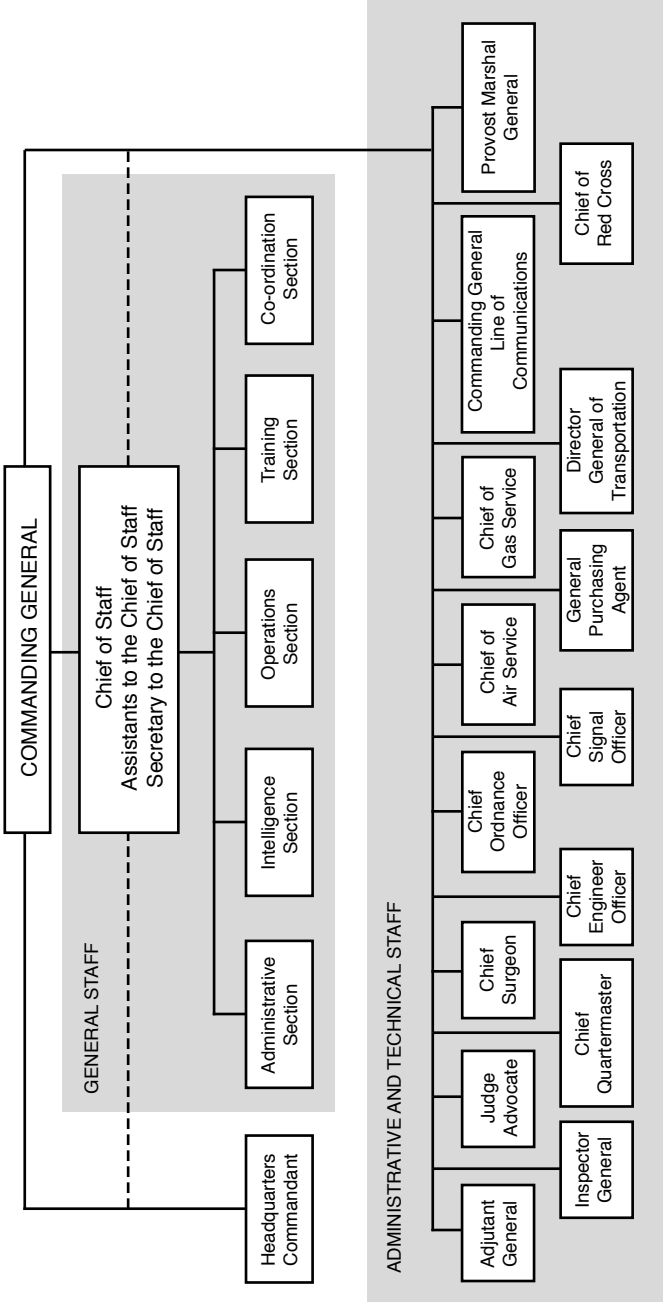 COMMANDING GENERAL
Chief of Staff
Assistants to the Chief of Staff
Secretary to the Chief of Staff
GENERAL STAFF
Headquarters
Commandant
Administrative
Section
Intelligence
Section
Operations
Section
Training
Section
Co-ordination
Section
ADMINISTRATIVE AND TECHNICAL STAFF
Adjutant
General
Judge
Advocate
Chief
Surgeon
Chief
Ordnance
Officer
Chief of
Air Service
Chief of
Gas Service
Commanding General
Line of
Communications
Provost Marshal
General
Inspector
General
Chief
Quartermaster
Chief
Engineer
Officer
Chief
Signal
Officer
General
Purchasing
Agent
Director
General of
Transportation
Chief of
Red Cross